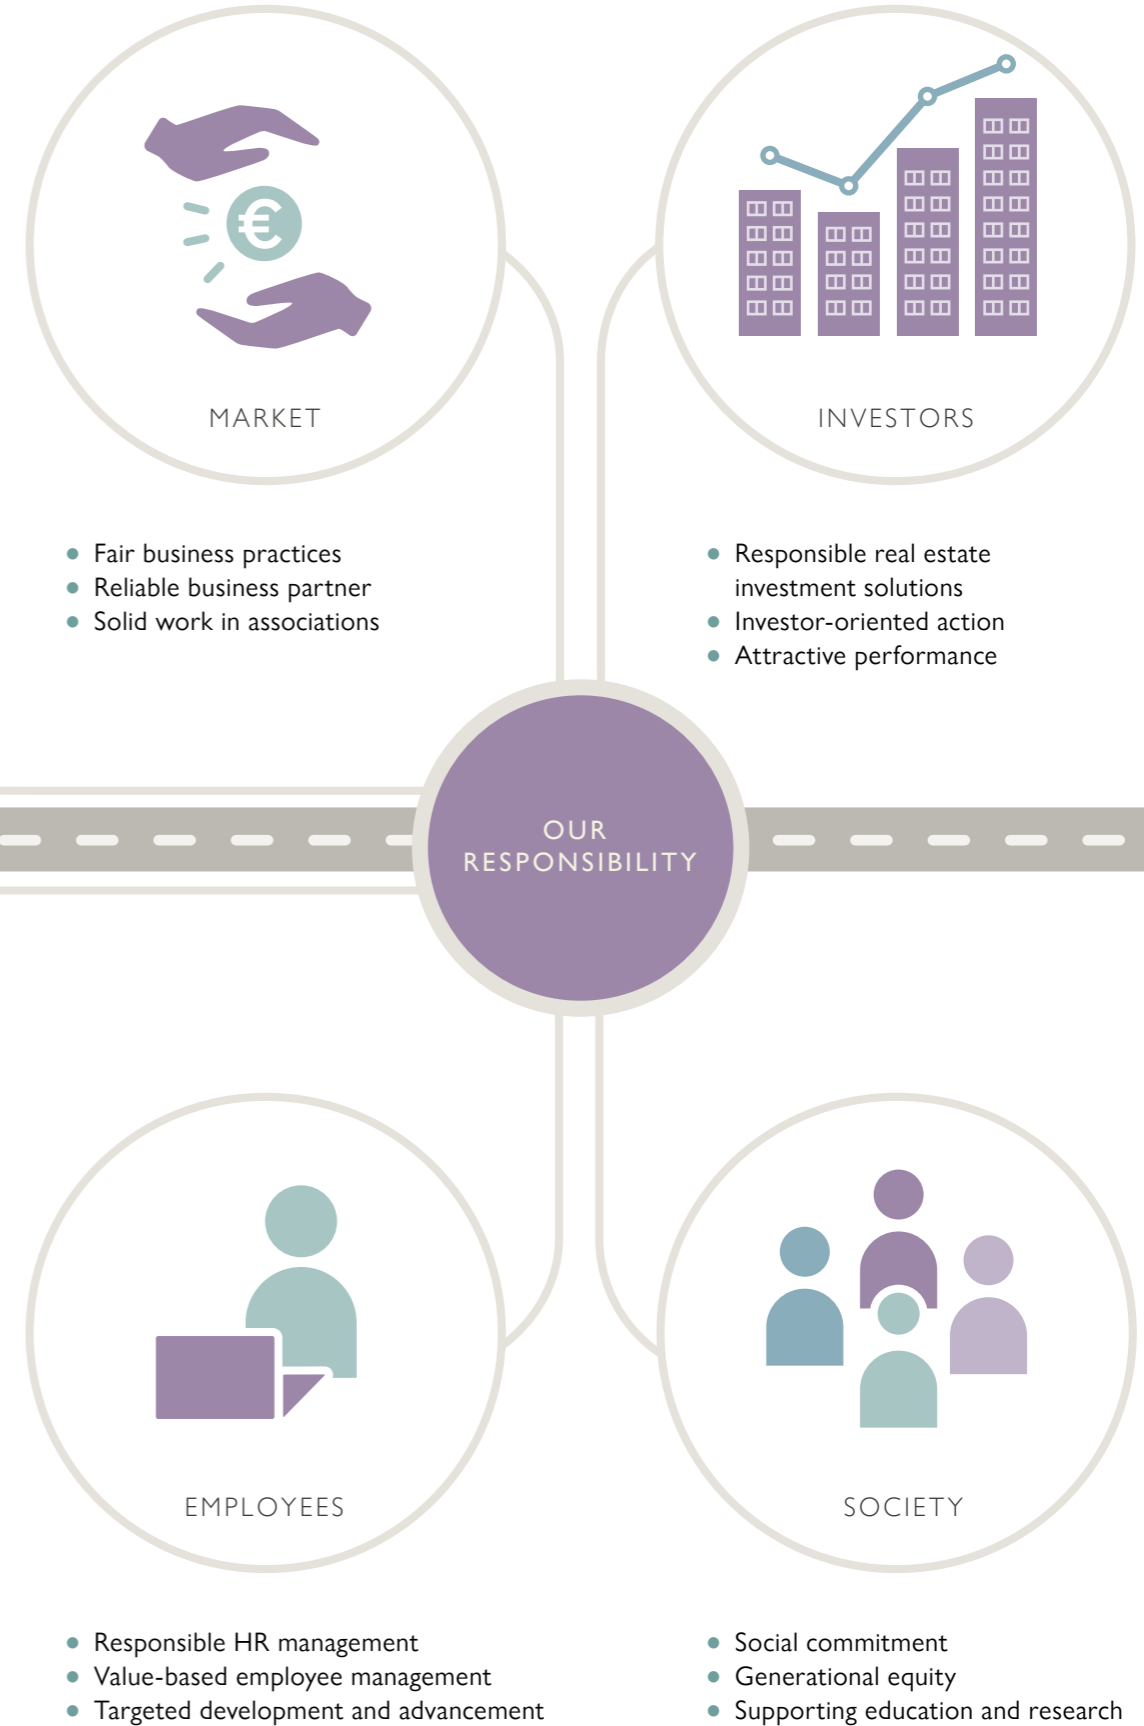 MARKET
• Fair business practices
• Reliable business partner
• Solid work in associations
INVESTORS
• Responsible real estate
investment solutions
• Investor-oriented action
• Attractive performance
OUR
RESPONSIBILITY
EMPLOYEES
• Responsible HR management
• Value-based employee management
• Targeted development and advancement
SOCIETY
• Social commitment
• Generational equity
• Supporting education and research